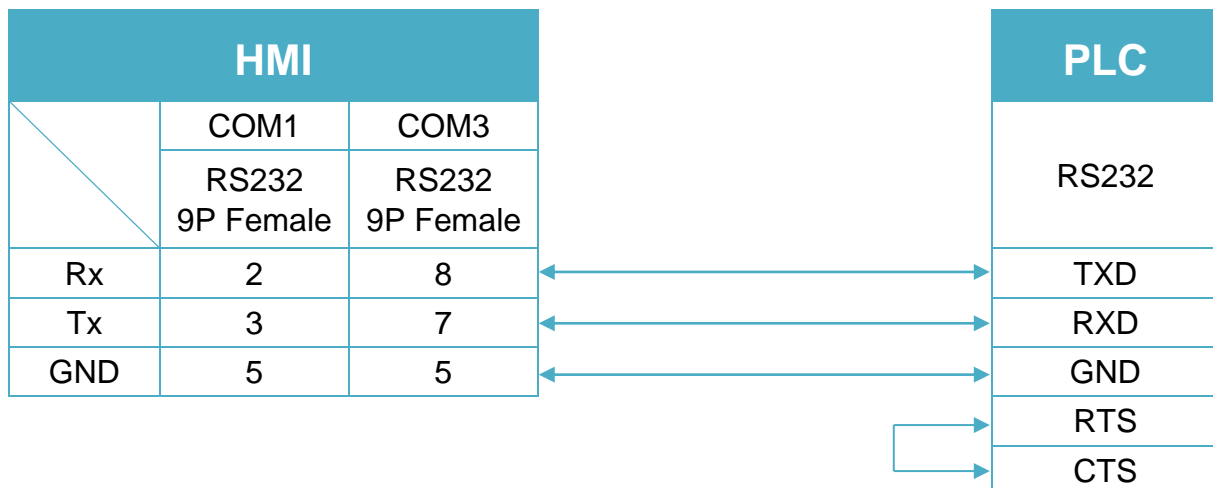 HMI PLC
COM1 COM3
RS232 RS232 RS232
9P Female 9P Female
Rx 2 8 TXD
Tx 3 7 RXD
GND 5 5 GND
RTS
CTS